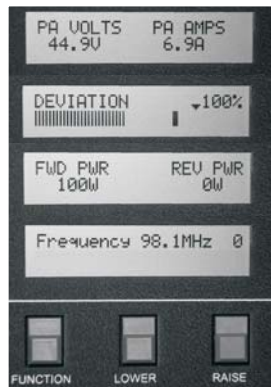 PA VOLTS PA AMPS
44.9V 6.9A
DEVIATION 100%
FWD PWR REV PWR
100W 0W
Frequency 98.1MHz 0
FUNCTION LOWER RAISE